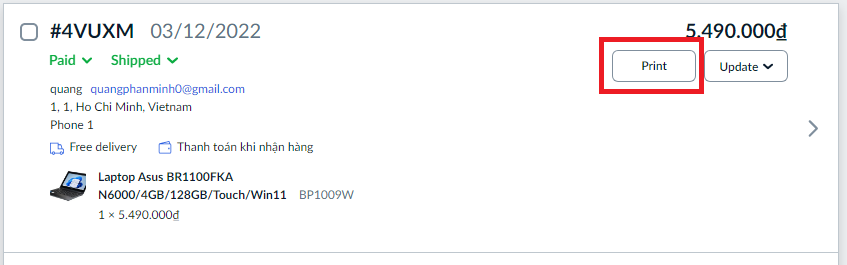 #4VUXM 03/12/2022 5.490.000₫
Paid Shipped
Print Update
quang quangphanminh0@gmail.com
1, 1, Ho Chi Minh, Vietnam
Phone 1
Free delivery Thanh toán khi nhận hàng
Laptop Asus BR1100FKA
N6000/4GB/128GB/Touch/Win11 BP1009W
1 × 5.490.000₫